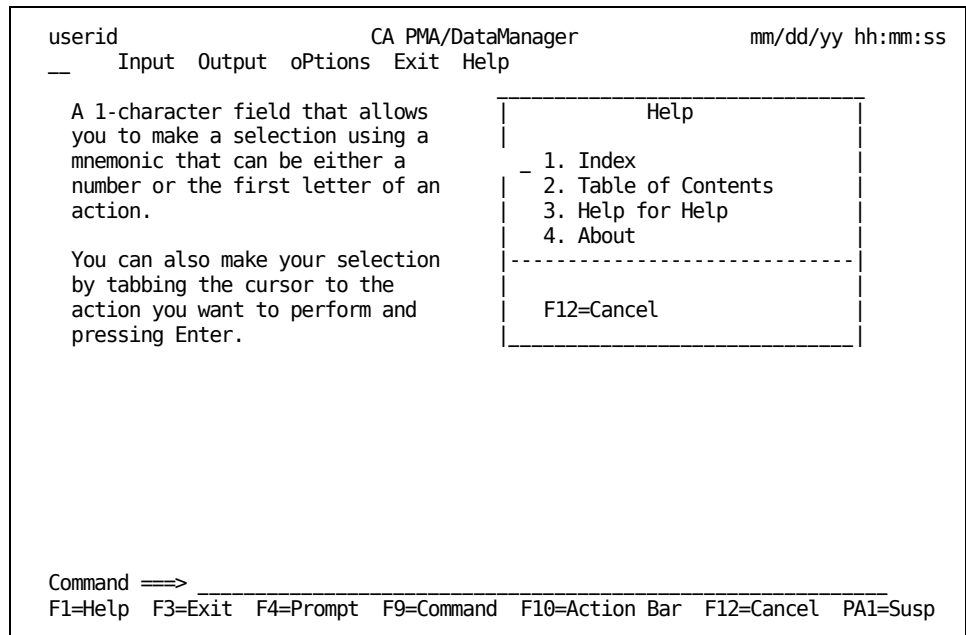 userid CA PMA/DataManager mm/dd/yy hh:mm:ss
__ Input Output oPtions Exit Help
A 1-character field that allows
you to make a selection using a
mnemonic that can be either a
number or the first letter of an
action.
You can also make your selection
by tabbing the cursor to the
action you want to perform and
pressing Enter.
Help
_ 1. Index
2. Table of Contents
3. Help for Help
4. About
F12=Cancel
Command ===> ____________________________________________________________
F1=Help F3=Exit F4=Prompt F9=Command F10=Action Bar F12=Cancel PA1=Susp